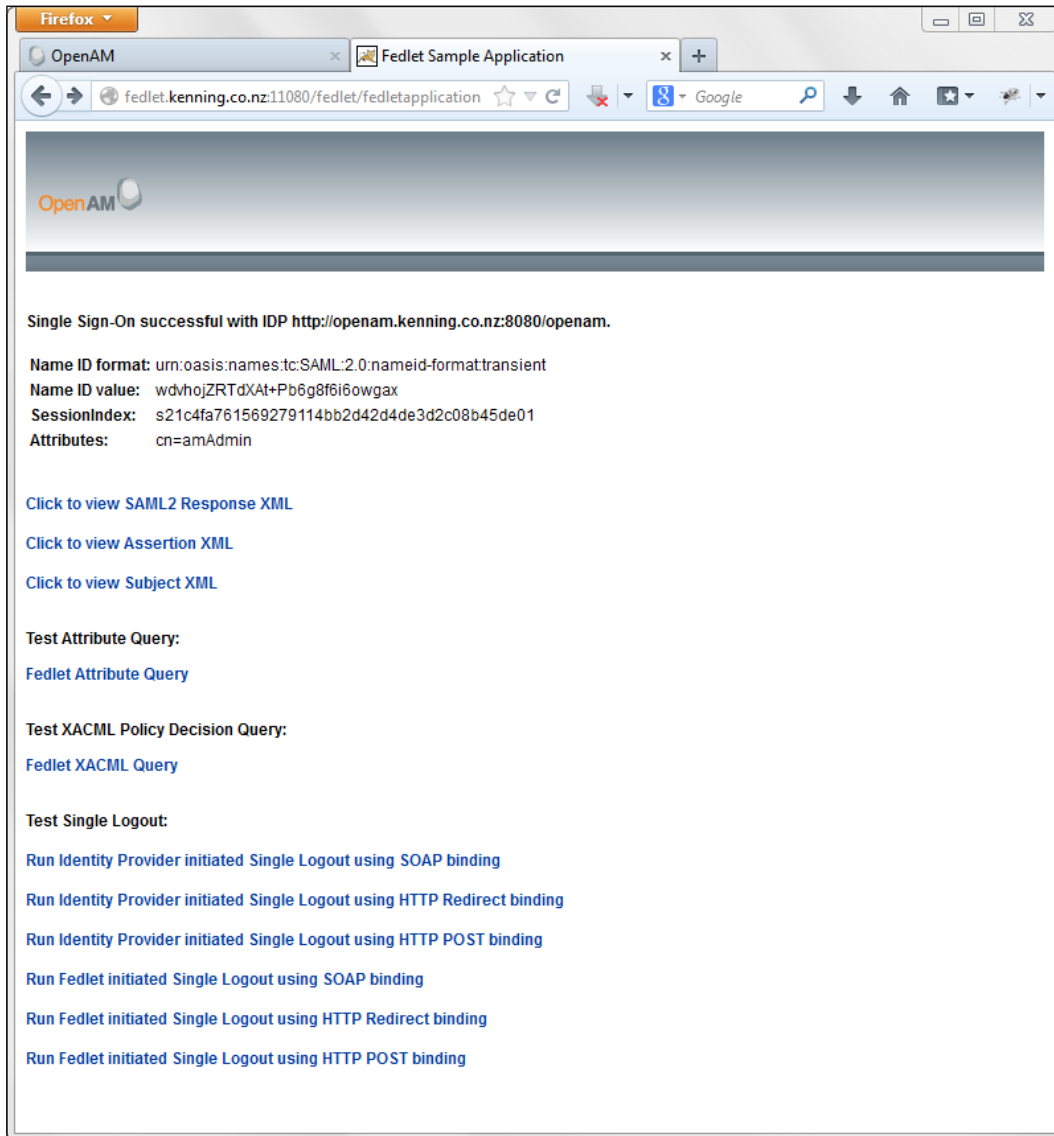 Firefox
OpenAM
Fedlet Sample Application
fedlet.kenning.co.nz:11080/fedlet/fedletapplication
8 Google
OpenAM
Single Sign-On successful with IDP http://openam.kenning.co.nz:8080/openam.
Name ID format: urn:oasis:names:tc:SAML:2.0:nameid-format:transient
Name ID value: wdvhojZRTdXAt+Pb6g8f6i6owgax
SessionIndex: s21c4fa761569279114bb2d42d4de3d2c08b45de01
Attributes: cn=amAdmin
Click to view SAML2 Response XML
Click to view Assertion XML
Click to view Subject XML
Test Attribute Query:
Fedlet Attribute Query
Test XACML Policy Decision Query:
Fedlet XACML Query
Test Single Logout:
Run Identity Provider initiated Single Logout using SOAP binding
Run Identity Provider initiated Single Logout using HTTP Redirect binding
Run Identity Provider initiated Single Logout using HTTP POST binding
Run Fedlet initiated Single Logout using SOAP binding
Run Fedlet initiated Single Logout using HTTP Redirect binding
Run Fedlet initiated Single Logout using HTTP POST binding